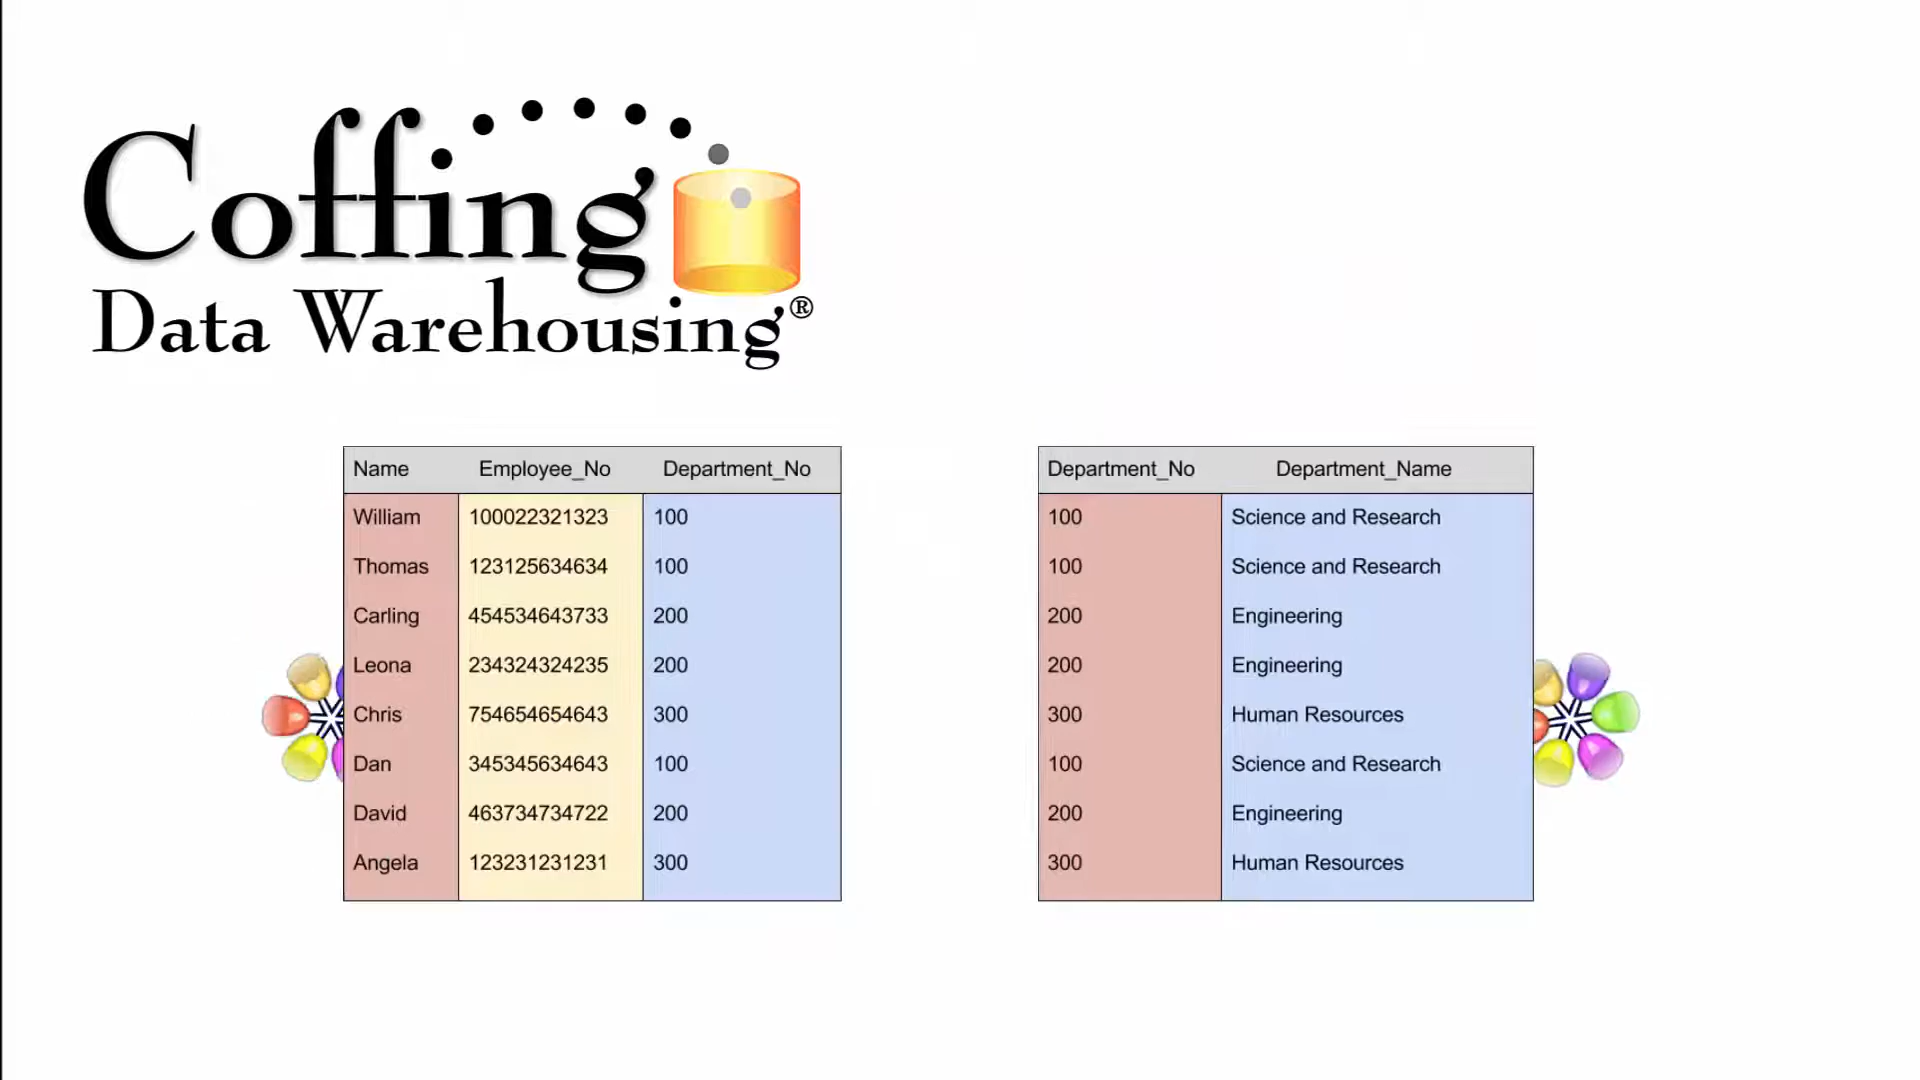 Coffing
Data Warehousing®
Name Employee_No Department_No
William 100022321323 100
Thomas 123125634634 100
Carling 454534643733 200
Leona 234324324235 200
Chris 754654654643 300
Dan 345345634643 100
David 463734734722 200
Angela 123231231231 300
Department_No Department_Name
100 Science and Research
100 Science and Research
200 Engineering
200 Engineering
300 Human Resources
100 Science and Research
200 Engineering
300 Human Resources